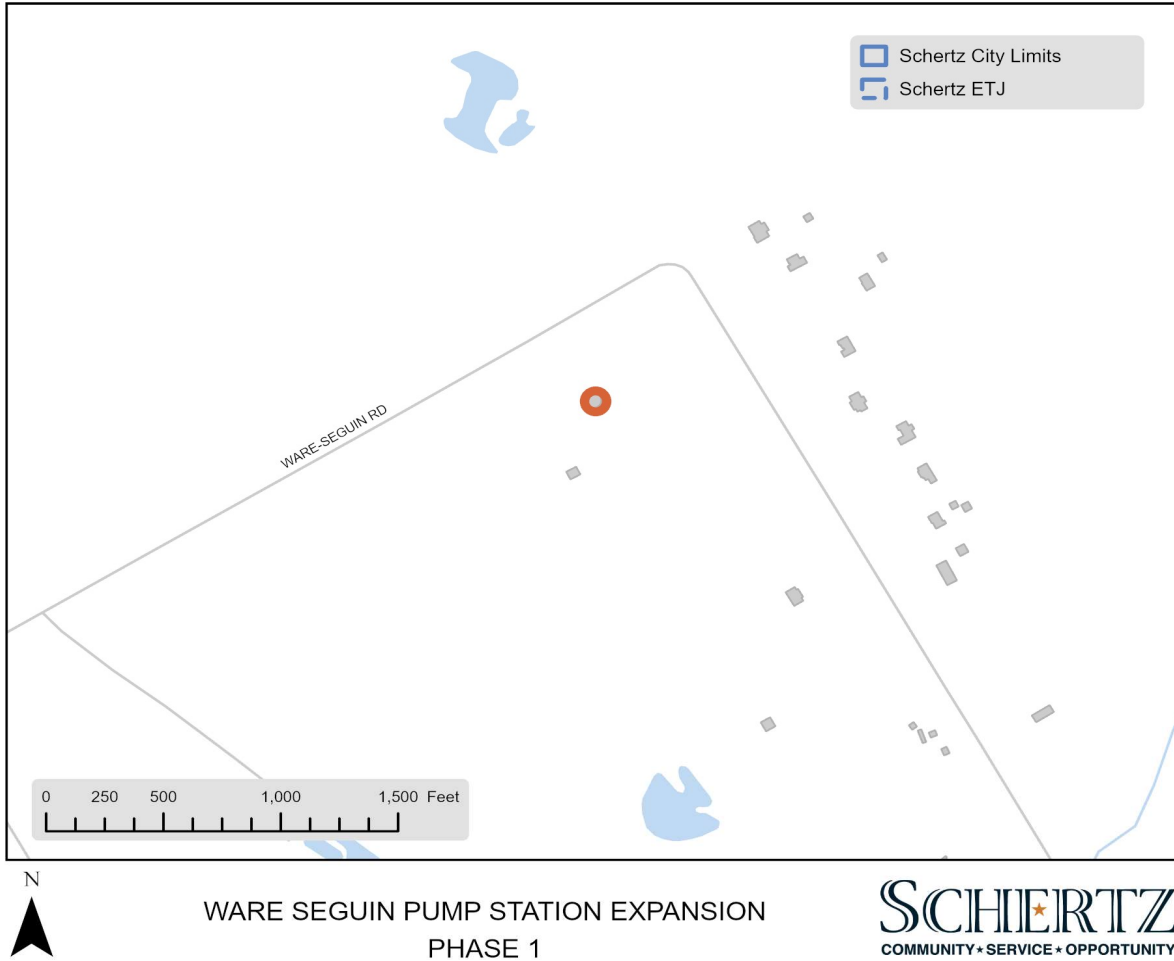 Schertz City Limits
Schertz ETJ
WARE-SEGUIN RD
0 250 500 1,000 1,500 Feet
N
WARE SEGUIN PUMP STATION EXPANSION
PHASE 1
SCHERTZ
COMMUNITY★SERVICE★OPPORTUNITY